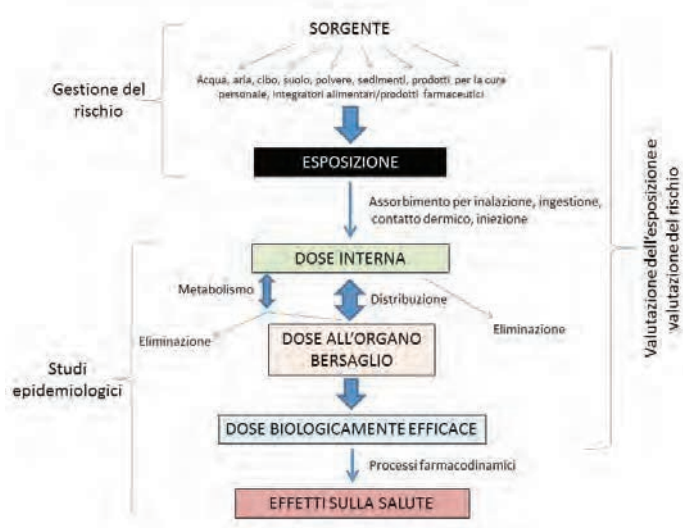 SORGENTE
Acqua, aria, cibo, suolo, polvere, sedimenti, prodotti per la cura
personale, integratori alimentari/prodotti farmaceutici
Gestione del
rischio
ESPOSIZIONE
Assorbimento per inalazione, ingestione,
contatto dermico, iniezione
DOSE INTERNA
Metabolismo
Distribuzione
Eliminazione
Eliminazione
DOSE ALL'ORGANO
BERSAGLIO
Studi
epidemiologici
DOSE BIOLOGICAMENTE EFFICACE
Processi farmacodinamici
EFFETTI SULLA SALUTE
Valutazione dell'esposizione e
valutazione del rischio